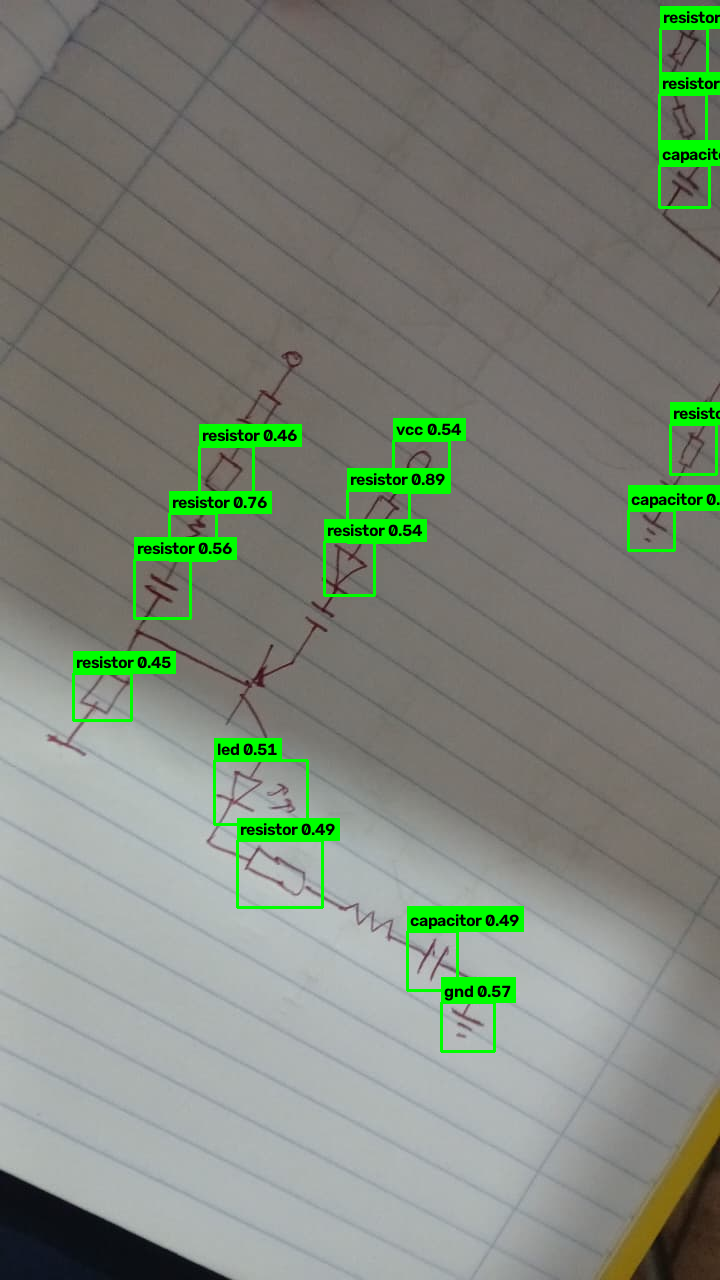 resistor
resistor
capacito
resisto
capacitor 0.
resistor 0.46
vcc 0.54
resistor 0.89
resistor 0.76
resistor 0.54
resistor 0.56
resistor 0.45
led 0.51
resistor 0.49
capacitor 0.49
gnd 0.57